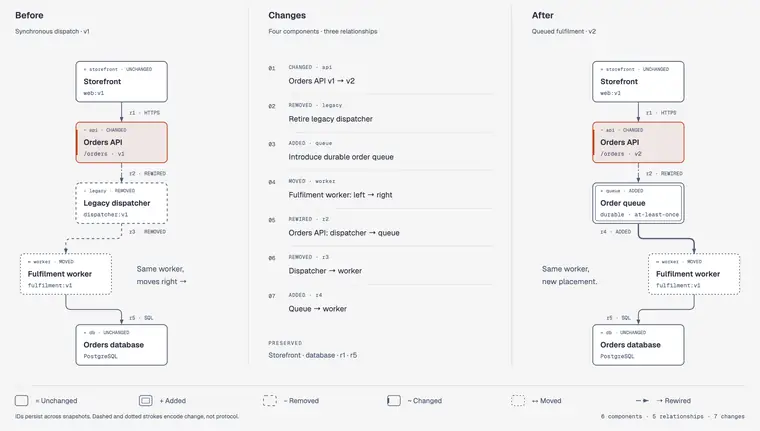 Before
Synchronous dispatch · v1
= storefront · UNCHANGED
Storefront
web:v1
r1 · HTTPS
~ api · CHANGED
Orders API
/orders · v1
r2 · REWIRED
− legacy · REMOVED
Legacy dispatcher
dispatcher:v1
r3 · REMOVED
↔ worker · MOVED
Fulfilment worker
fulfilment:v1
Same worker,
moves right →
r5 · SQL
= db · UNCHANGED
Orders database
PostgreSQL
Changes
Four components · three relationships
01 CHANGED · api
Orders API v1 → v2
02 REMOVED · legacy
Retire legacy dispatcher
03 ADDED · queue
Introduce durable order queue
04 MOVED · worker
Fulfilment worker: left → right
05 REWIRED · r2
Orders API: dispatcher → queue
06 REMOVED · r3
Dispatcher → worker
07 ADDED · r4
Queue → worker
PRESERVED
Storefront · database · r1 · r5
After
Queued fulfilment · v2
= storefront · UNCHANGED
Storefront
web:v1
r1 · HTTPS
~ api · CHANGED
Orders API
/orders · v2
r2 · REWIRED
+ queue · ADDED
Order queue
durable · at-least-once
r4 · ADDED
↔ worker · MOVED
Fulfilment worker
fulfilment:v1
Same worker,
new placement.
r5 · SQL
= db · UNCHANGED
Orders database
PostgreSQL
= Unchanged
+ Added
− Removed
~ Changed
↔ Moved
⇢ Rewired
IDs persist across snapshots. Dashed and dotted strokes encode change, not protocol.
6 components · 5 relationships · 7 changes